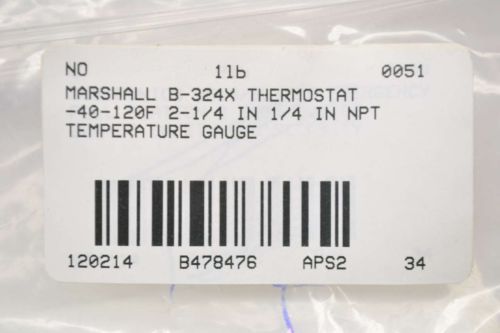 NO 1lb 0051
MARSHALL B-324X THERMOSTAT
-40-120F 2-1/4 IN 1/4 IN NPT
TEMPERATURE GAUGE
120214 B478476 APS2 34